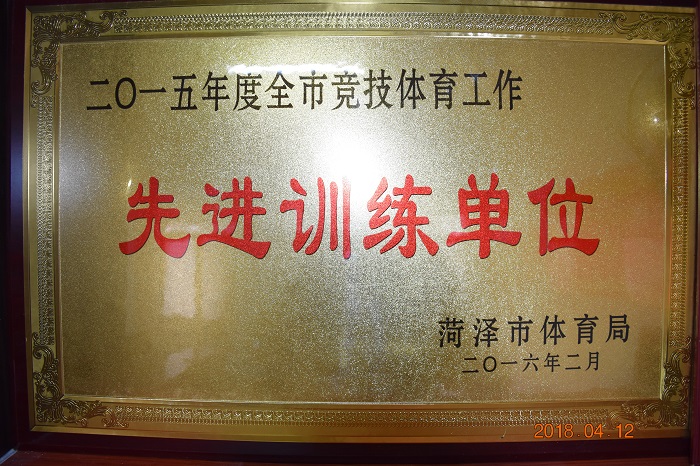 二〇一五年度全市竞技体育工作
先进训练单位
菏泽市体育局
二〇一六年二月
2018.04.12